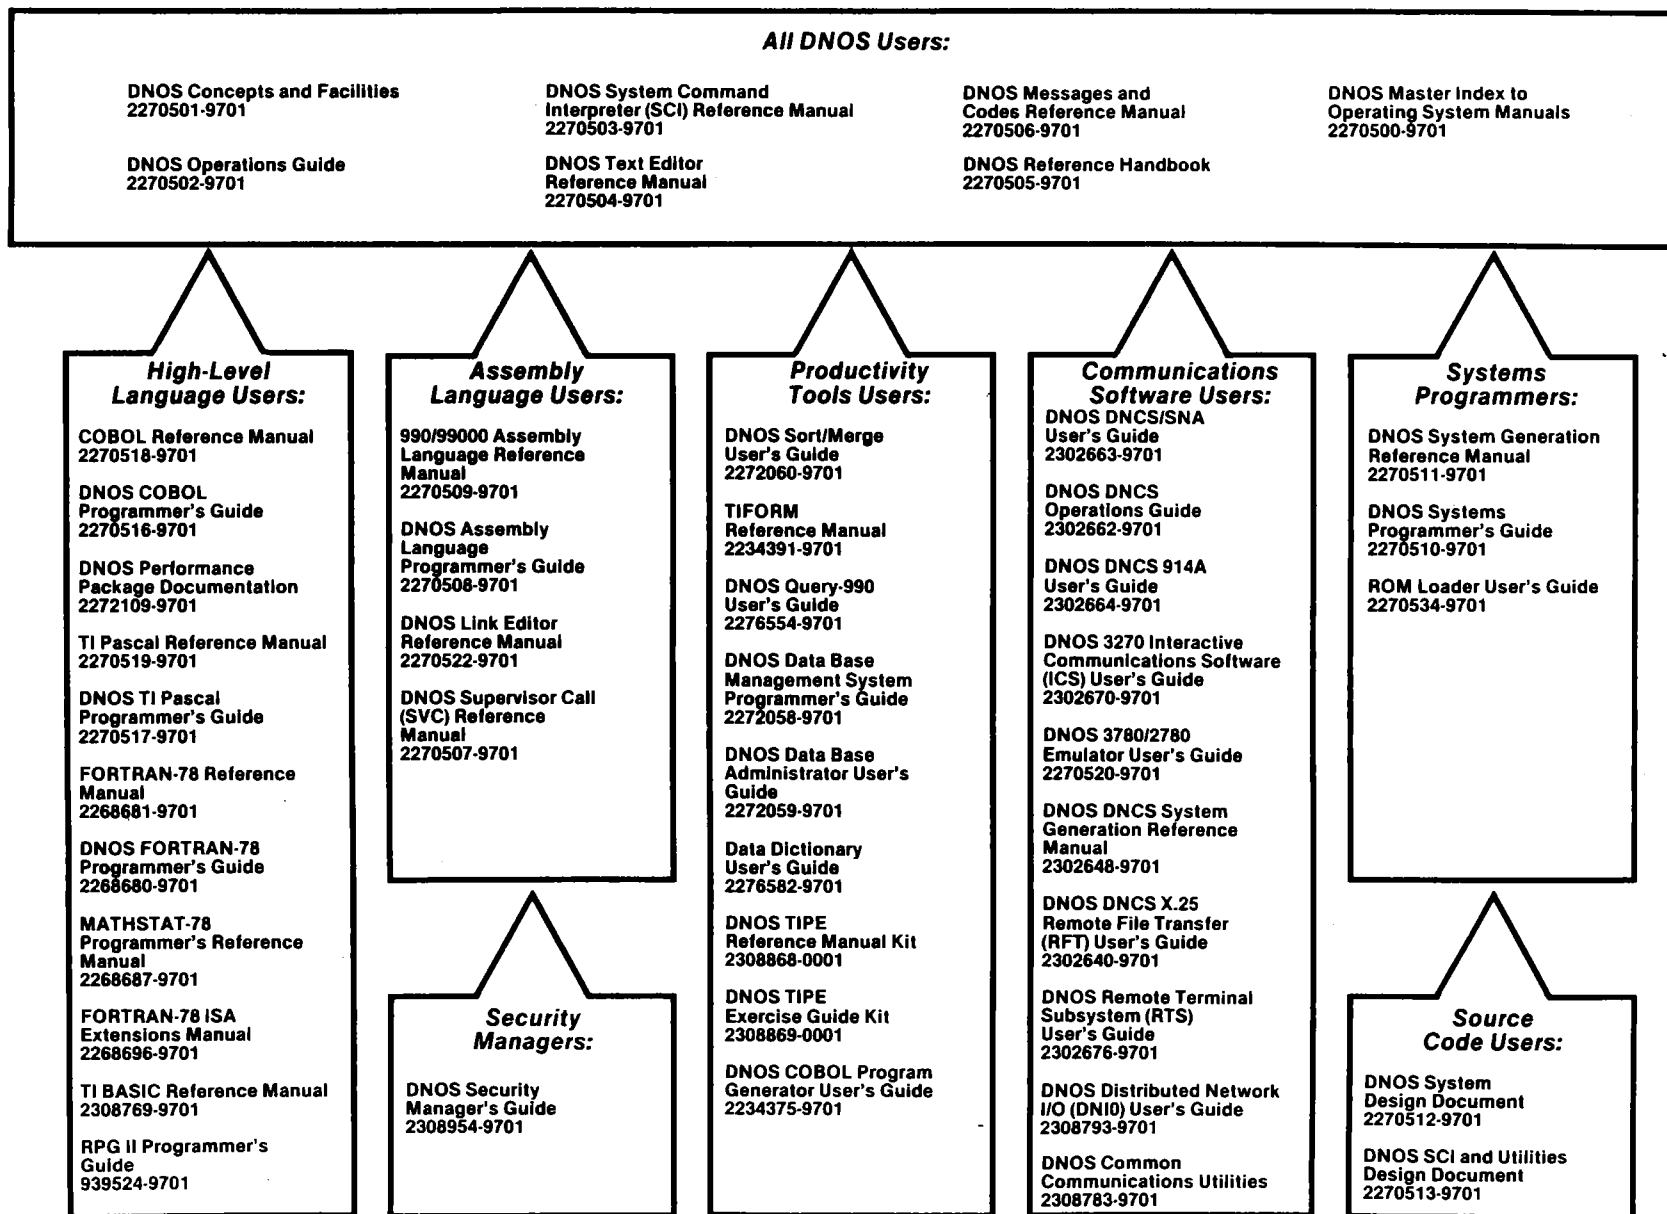 All DNOS Users:
DNOS Concepts and Facilities
2270501-9701
DNOS Operations Guide
2270502-9701
DNOS System Command
Interpreter (SCI) Reference Manual
2270503-9701
DNOS Text Editor
Reference Manual
2270504-9701
DNOS Messages and
Codes Reference Manual
2270506-9701
DNOS Reference Handbook
2270505-9701
DNOS Master Index to
Operating System Manuals
2270500-9701
High-Level
Language Users:
COBOL Reference Manual
2270518-9701
DNOS COBOL
Programmer's Guide
2270516-9701
DNOS Performance
Package Documentation
2272109-9701
TI Pascal Reference Manual
2270519-9701
DNOS TI Pascal
Programmer's Guide
2270517-9701
FORTRAN-78 Reference
Manual
2268681-9701
DNOS FORTRAN-78
Programmer's Guide
2268680-9701
MATHSTAT-78
Programmer's Reference
Manual
2268687-9701
FORTRAN-78 ISA
Extensions Manual
2268696-9701
TI BASIC Reference Manual
2308769-9701
RPG II Programmer's
Guide
939524-9701
Assembly
Language Users:
990/99000 Assembly
Language Reference
Manual
2270509-9701
DNOS Assembly
Language
Programmer's Guide
2270508-9701
DNOS Link Editor
Reference Manual
2270522-9701
DNOS Supervisor Call
(SVC) Reference
Manual
2270507-9701
Security
Managers:
DNOS Security
Manager's Guide
2308954-9701
Productivity
Tools Users:
DNOS Sort/Merge
User's Guide
2272060-9701
TIFORM
Reference Manual
2234391-9701
DNOS Query-990
User's Guide
2276554-9701
DNOS Data Base
Management System
Programmer's Guide
2272058-9701
DNOS Data Base
Administrator User's
Guide
2272059-9701
Data Dictionary
User's Guide
2276582-9701
DNOS TIPE
Reference Manual Kit
2308868-0001
DNOS TIPE
Exercise Guide Kit
2308869-0001
DNOS COBOL Program
Generator User's Guide
2234375-9701
Communications
Software Users:
DNOS DNCS/SNA
User's Guide
2302663-9701
DNOS DNCS
Operations Guide
2302662-9701
DNOS DNCS 914A
User's Guide
2302664-9701
DNOS 3270 Interactive
Communications Software
(ICS) User's Guide
2302670-9701
DNOS 3780/2780
Emulator User's Guide
2270520-9701
DNOS DNCS System
Generation Reference
Manual
2302648-9701
DNOS DNCS X.25
Remote File Transfer
(RFT) User's Guide
2302640-9701
DNOS Remote Terminal
Subsystem (RTS)
User's Guide
2302676-9701
DNOS Distributed Network
I/O (DNI0) User's Guide
2308793-9701
DNOS Common
Communications Utilities
2308783-9701
Systems
Programmers:
DNOS System Generation
Reference Manual
2270511-9701
DNOS Systems
Programmer's Guide
2270510-9701
ROM Loader User's Guide
2270534-9701
Source
Code Users:
DNOS System
Design Document
2270512-9701
DNOS SCI and Utilities
Design Document
2270513-9701